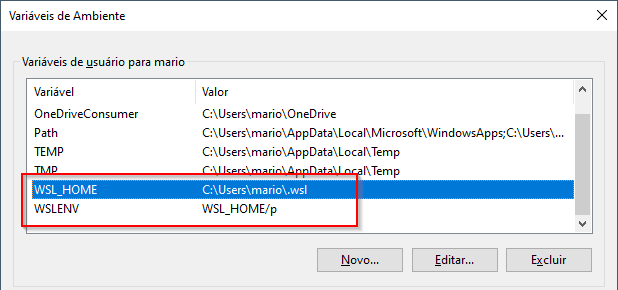 Variáveis de Ambiente
Variáveis de usuário para mario
Variável Valor
OneDriveConsumer C:\Users\mario\OneDrive
Path C:\Users\mario\AppData\Local\Microsoft\WindowsApps;C:\Users\...
TEMP C:\Users\mario\AppData\Local\Temp
TMP C:\Users\mario\AppData\Local\Temp
WSL_HOME C:\Users\mario\.wsl
WSLENV WSL_HOME/p
Novo... Editar... Excluir